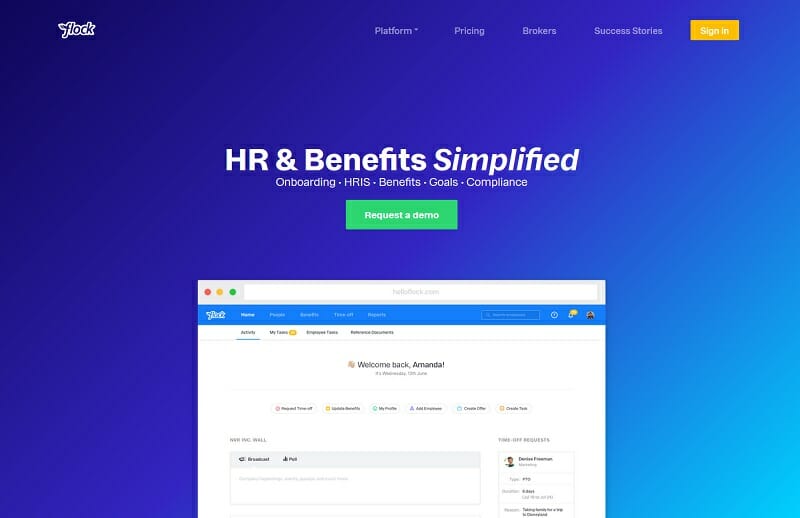 flock
Platform Pricing Brokers Success Stories Sign in
HR & Benefits Simplified
Onboarding · HRIS · Benefits · Goals · Compliance
Request a demo
helloflock.com
flock Home People Benefits Time-off Reports Search employees
Activity My Tasks Employee Tasks Reference Documents
👋🏼 Welcome back, Amanda!
It's Wednesday, 12th June
Request Time-off Update Benefits My Profile Add Employee Create Offer Create Task
INC. WALL
TIME-OFF REQUESTS
Broadcast Poll
Denise Freeman
Marketing
Type: PTO
Duration: 6 days
Reason: Taking family for a trip
to Disneyland